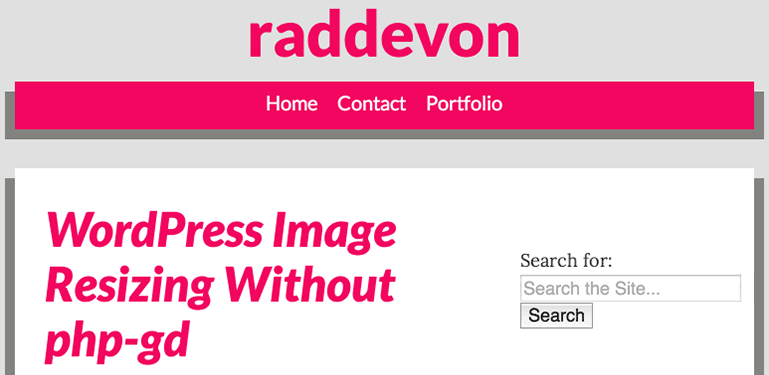 raddevon
Home Contact Portfolio
WordPress Image
Resizing Without
php-gd
Search for:
Search the Site...
Search